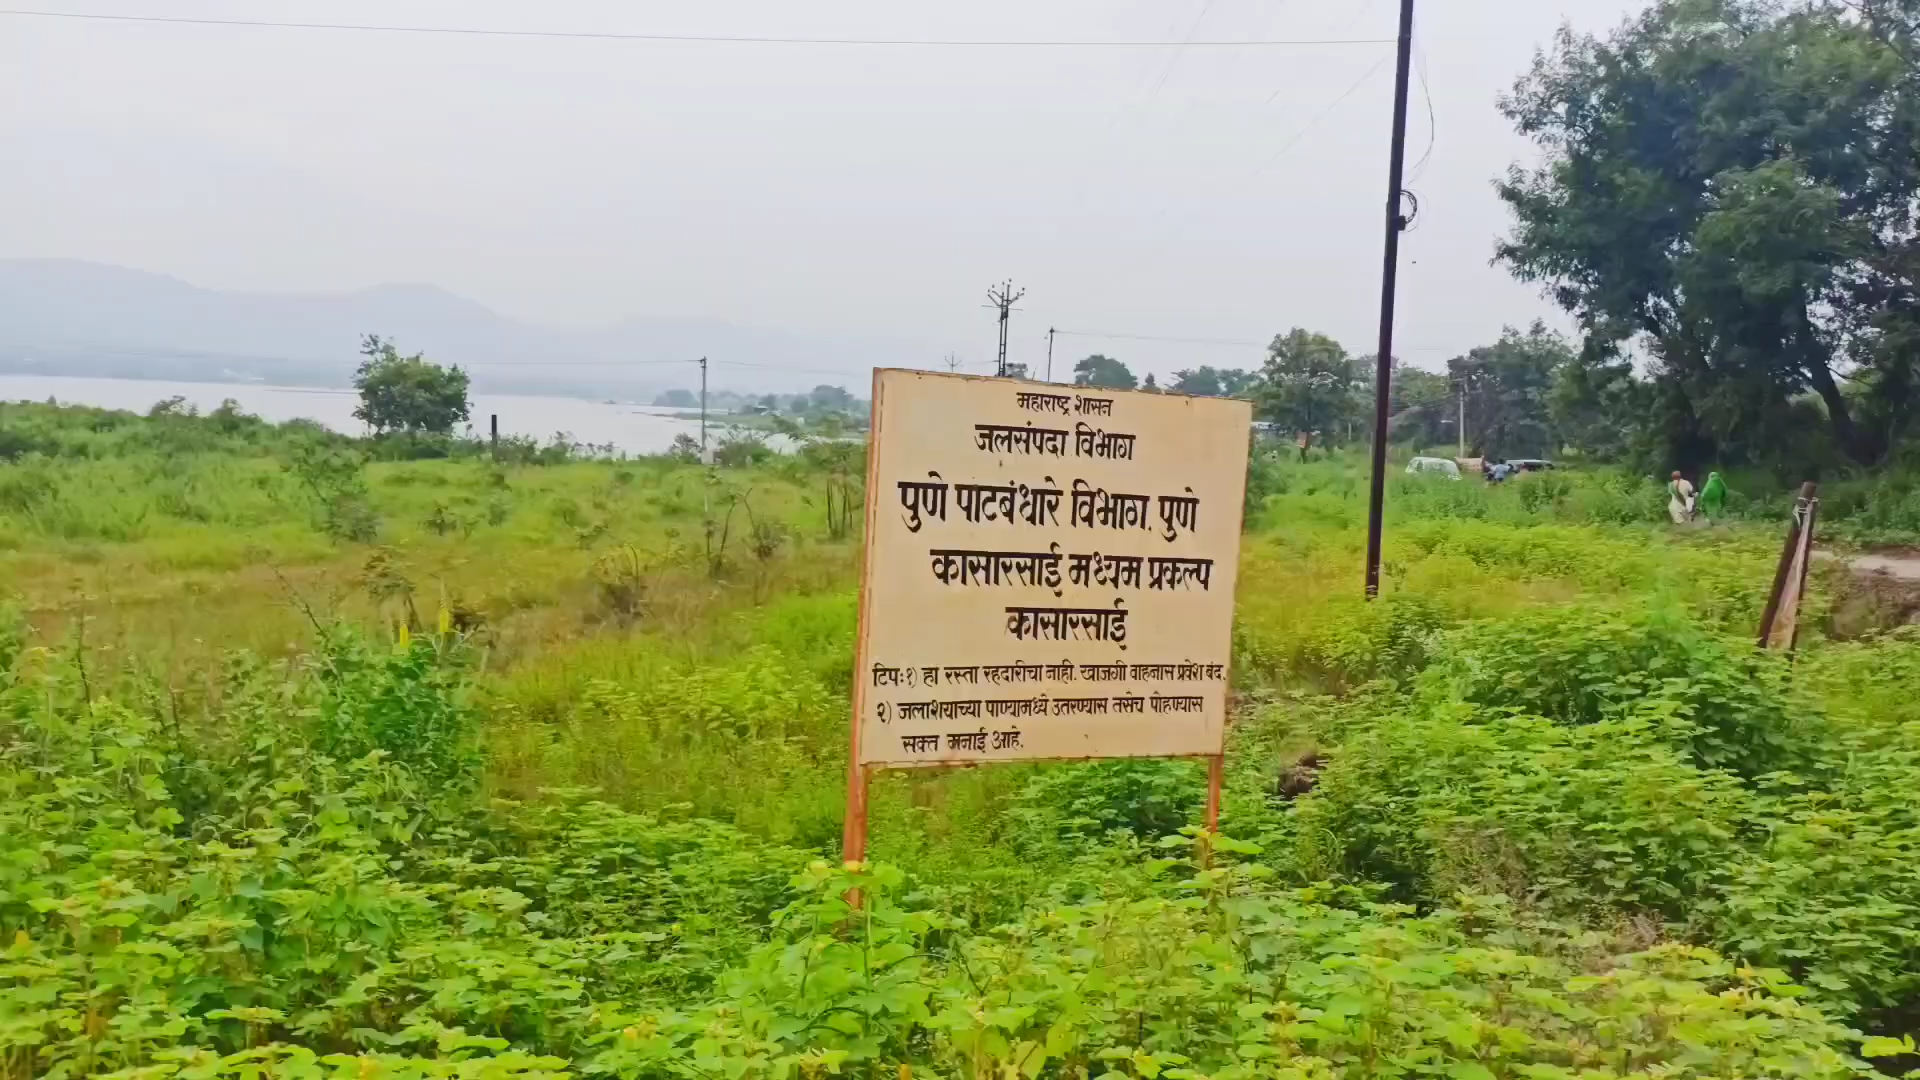 महाराष्ट्र शासन
जलसंपदा विभाग
पुणे पाटबंधारे विभाग. पुणे
कासारसाई मध्यम प्रकल्प
कासारसाई
टिपः१) हा रस्ता रहदारीचा नाही. खाजगी वाहनास प्रवेश बंद.
२) जलाशयाच्या पाण्यामध्ये उतरण्यास तसेच पोहण्यास
सक्त मनाई आहे.